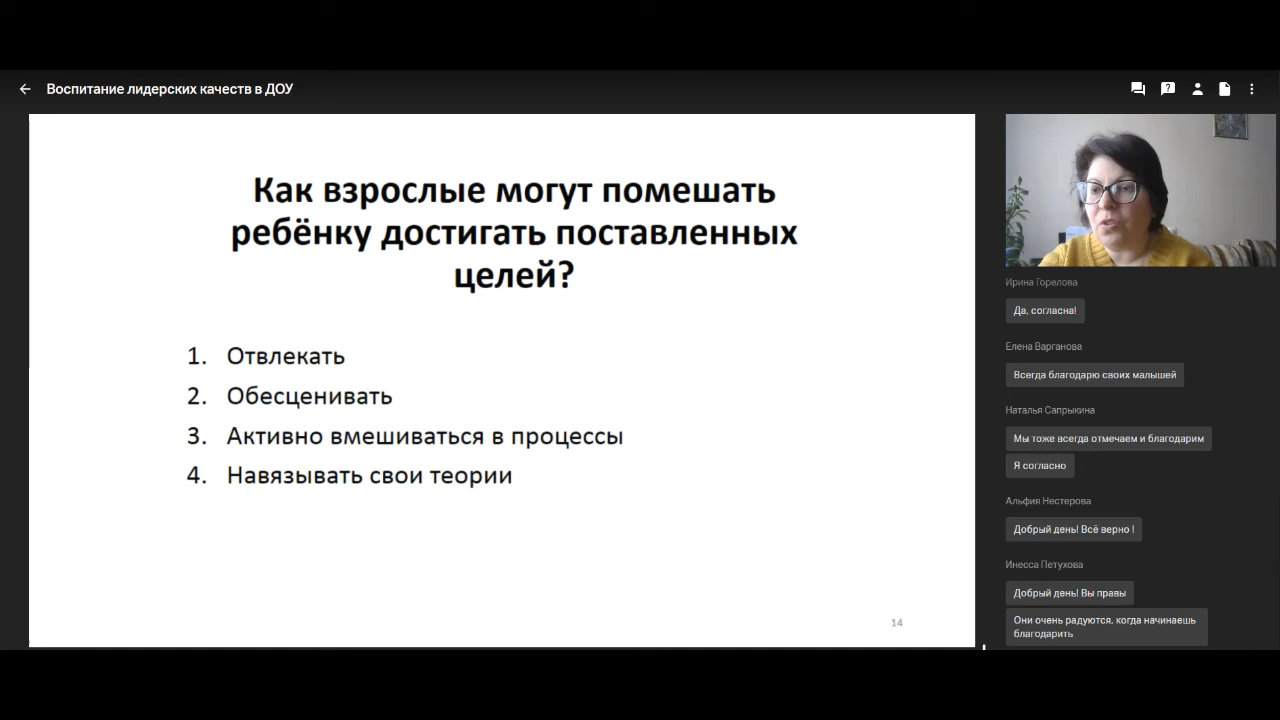 Воспитание лидерских качеств в ДОУ
Как взрослые могут помешать
ребёнку достигать поставленных
целей?
1. Отвлекать
2. Обесценивать
3. Активно вмешиваться в процессы
4. Навязывать свои теории
14
Ирина Горелова
Да, согласна!
Елена Варганова
Всегда благодарю своих малышей
Наталья Сапрыкина
Мы тоже всегда отмечаем и благодарим
Я согласно
Альфия Нестерова
Добрый день! Всё верно !
Инесса Петухова
Добрый день! Вы правы
Они очень радуются, когда начинаешь
благодарить